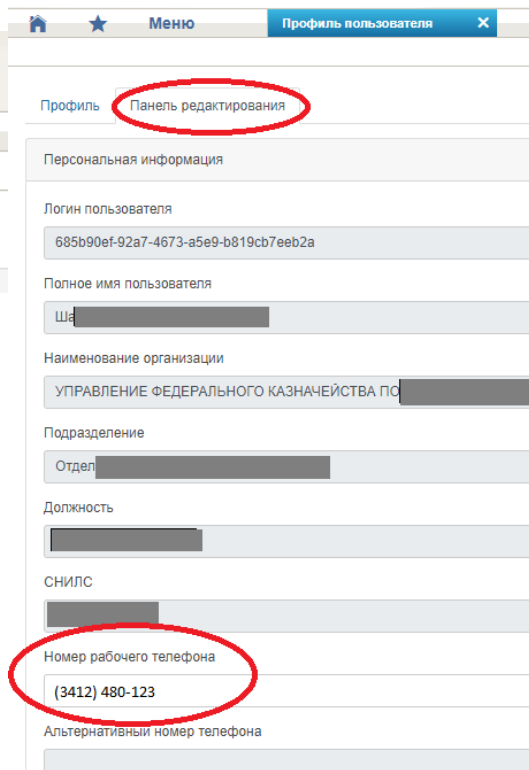 Меню
Профиль пользователя ×
Профиль Панель редактирования
Персональная информация
Логин пользователя
685b90ef-92a7-4673-a5e9-b819cb7eeb2a
Полное имя пользователя
Ша
Наименование организации
УПРАВЛЕНИЕ ФЕДЕРАЛЬНОГО КАЗНАЧЕЙСТВА ПО
Подразделение
Отдел
Должность
СНИЛС
Номер рабочего телефона
(3412) 480-123
Альтернативный номер телефона